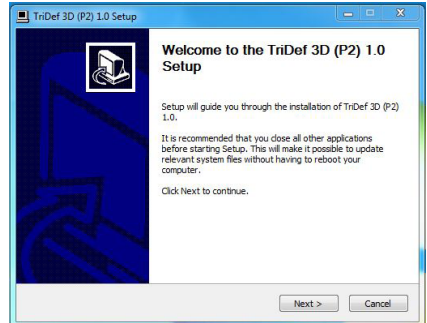 TriDef 3D (P2) 1.0 Setup
Welcome to the TriDef 3D (P2) 1.0
Setup
Setup will guide you through the installation of TriDef 3D (P2)
1.0.
It is recommended that you close all other applications
before starting Setup. This will make it possible to update
relevant system files without having to reboot your
computer.
Click Next to continue.
Next >
Cancel